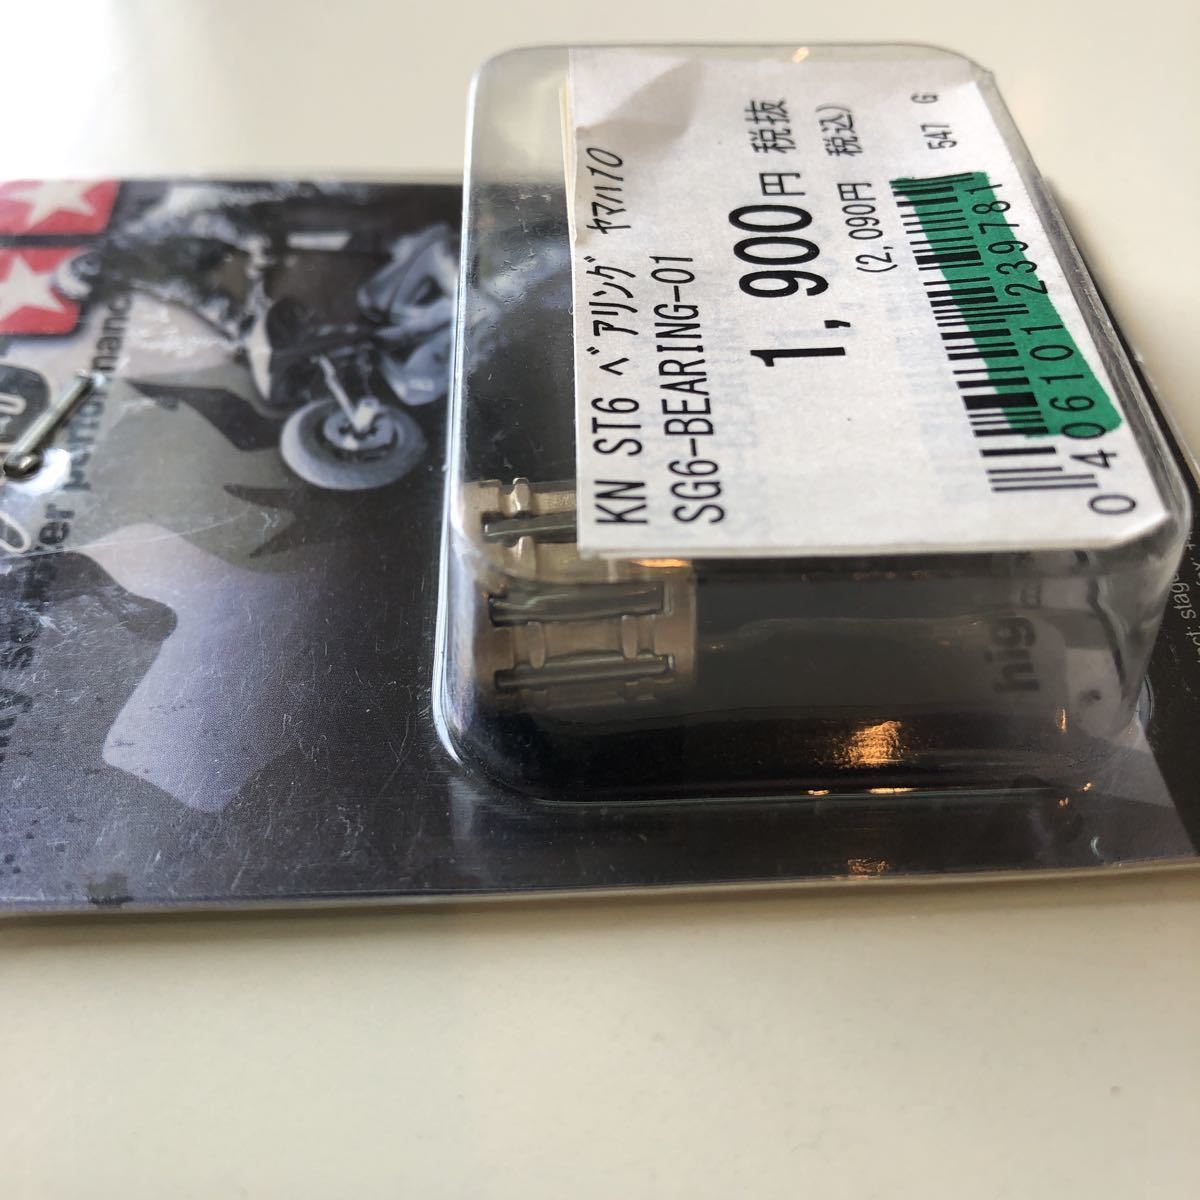 KN ST6 ベアリング ヤマハ10
SG6-BEARING-01
1,900円 税抜
(2,090円 税込)
547 G
0406101239781
high